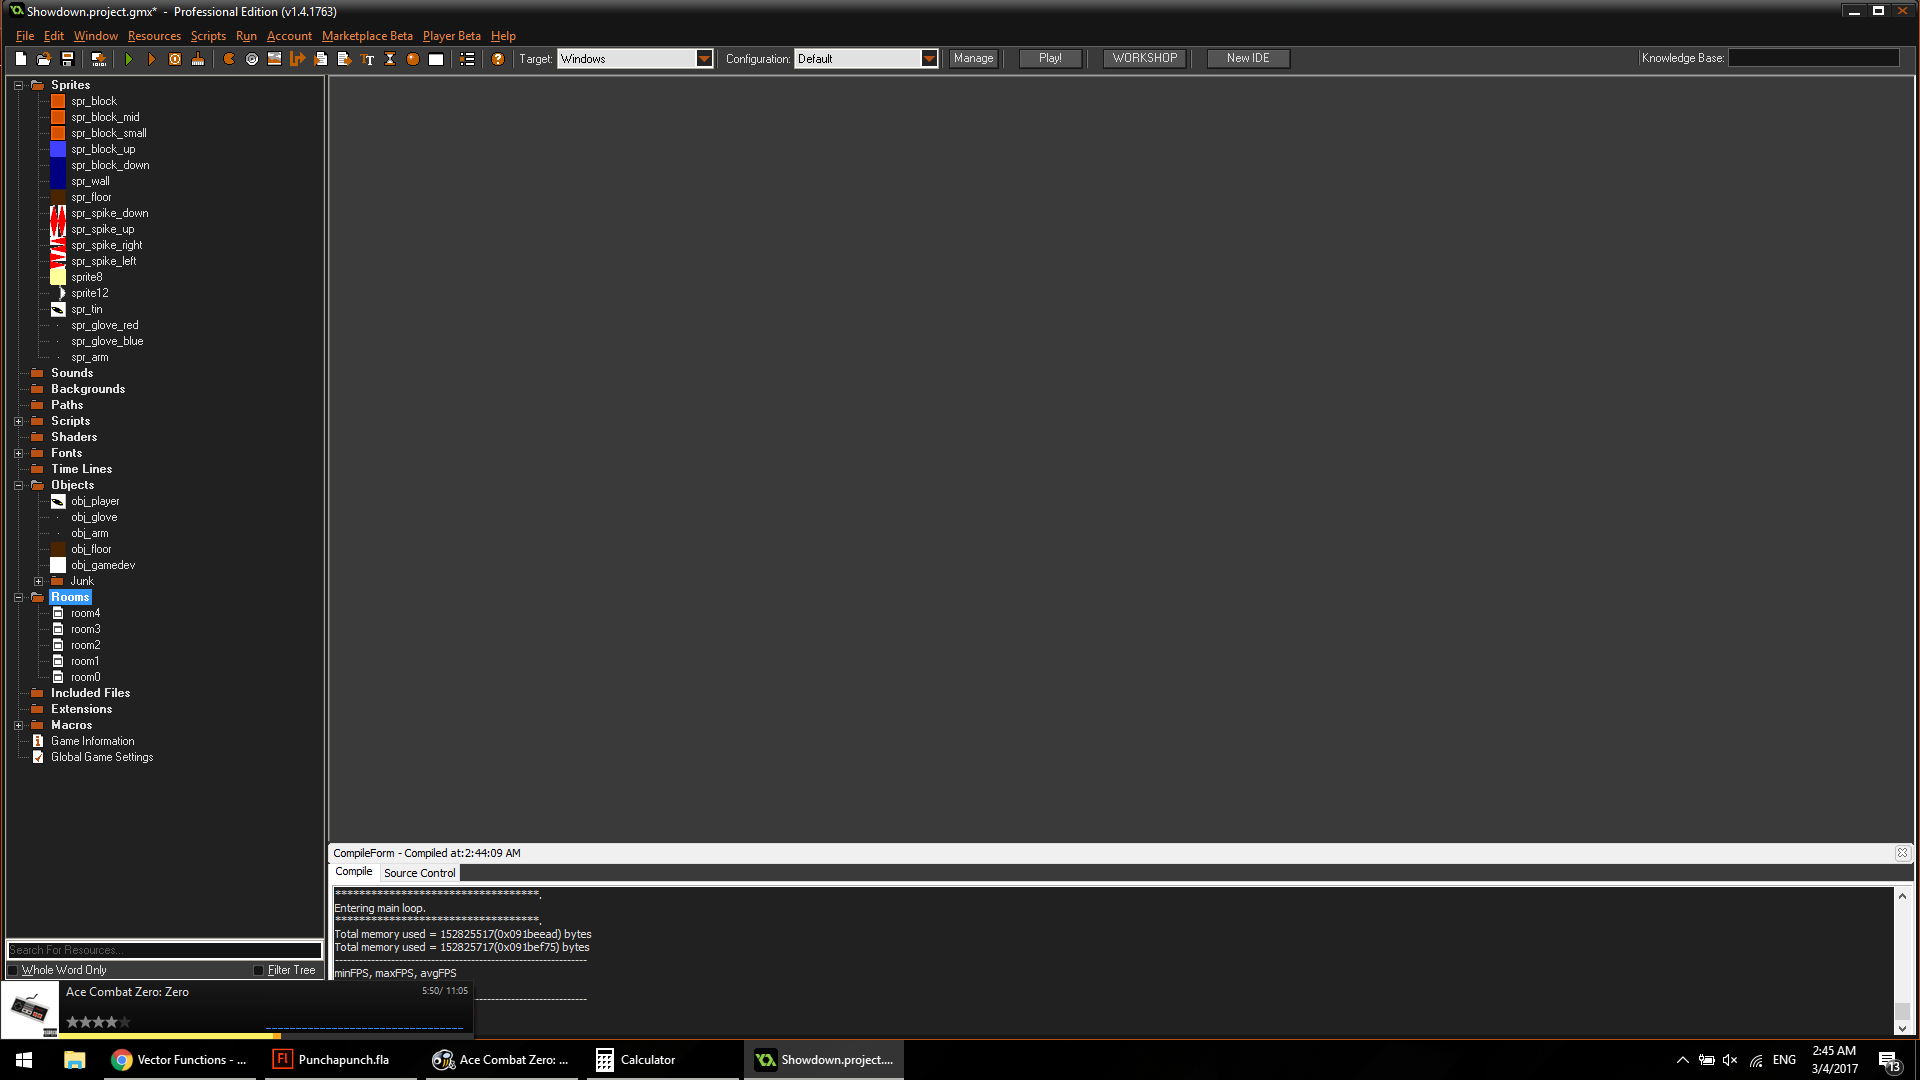 Showdown.project.gmx* - Professional Edition (v1.4.1763)
File Edit Window Resources Scripts Run Account Marketplace Beta Player Beta Help
Target: Windows Configuration: Default Manage Play! WORKSHOP New IDE Knowledge Base:
Sprites
spr_block
spr_block_mid
spr_block_small
spr_block_up
spr_block_down
spr_wall
spr_floor
spr_spike_down
spr_spike_up
spr_spike_right
spr_spike_left
sprite8
sprite12
spr_tin
spr_glove_red
spr_glove_blue
spr_arm
Sounds
Backgrounds
Paths
Scripts
Shaders
Fonts
Time Lines
Objects
obj_player
obj_glove
obj_arm
obj_floor
obj_gamedev
Junk
Rooms
room4
room3
room2
room1
room0
Included Files
Extensions
Macros
Game Information
Global Game Settings
Search For Resources...
Whole Word Only Filter Tree
CompileForm - Compiled at:2:44:09 AM
Compile Source Control
**********************************.
Entering main loop.
**********************************.
Total memory used = 152825517(0x091beead) bytes
Total memory used = 152825717(0x091bef75) bytes
minFPS, maxFPS, avgFPS
Ace Combat Zero: Zero 5:50/ 11:05
Vector Functions - ... Punchapunch.fla Ace Combat Zero: ... Calculator Showdown.project.... ENG 2:45 AM
3/4/2017 13